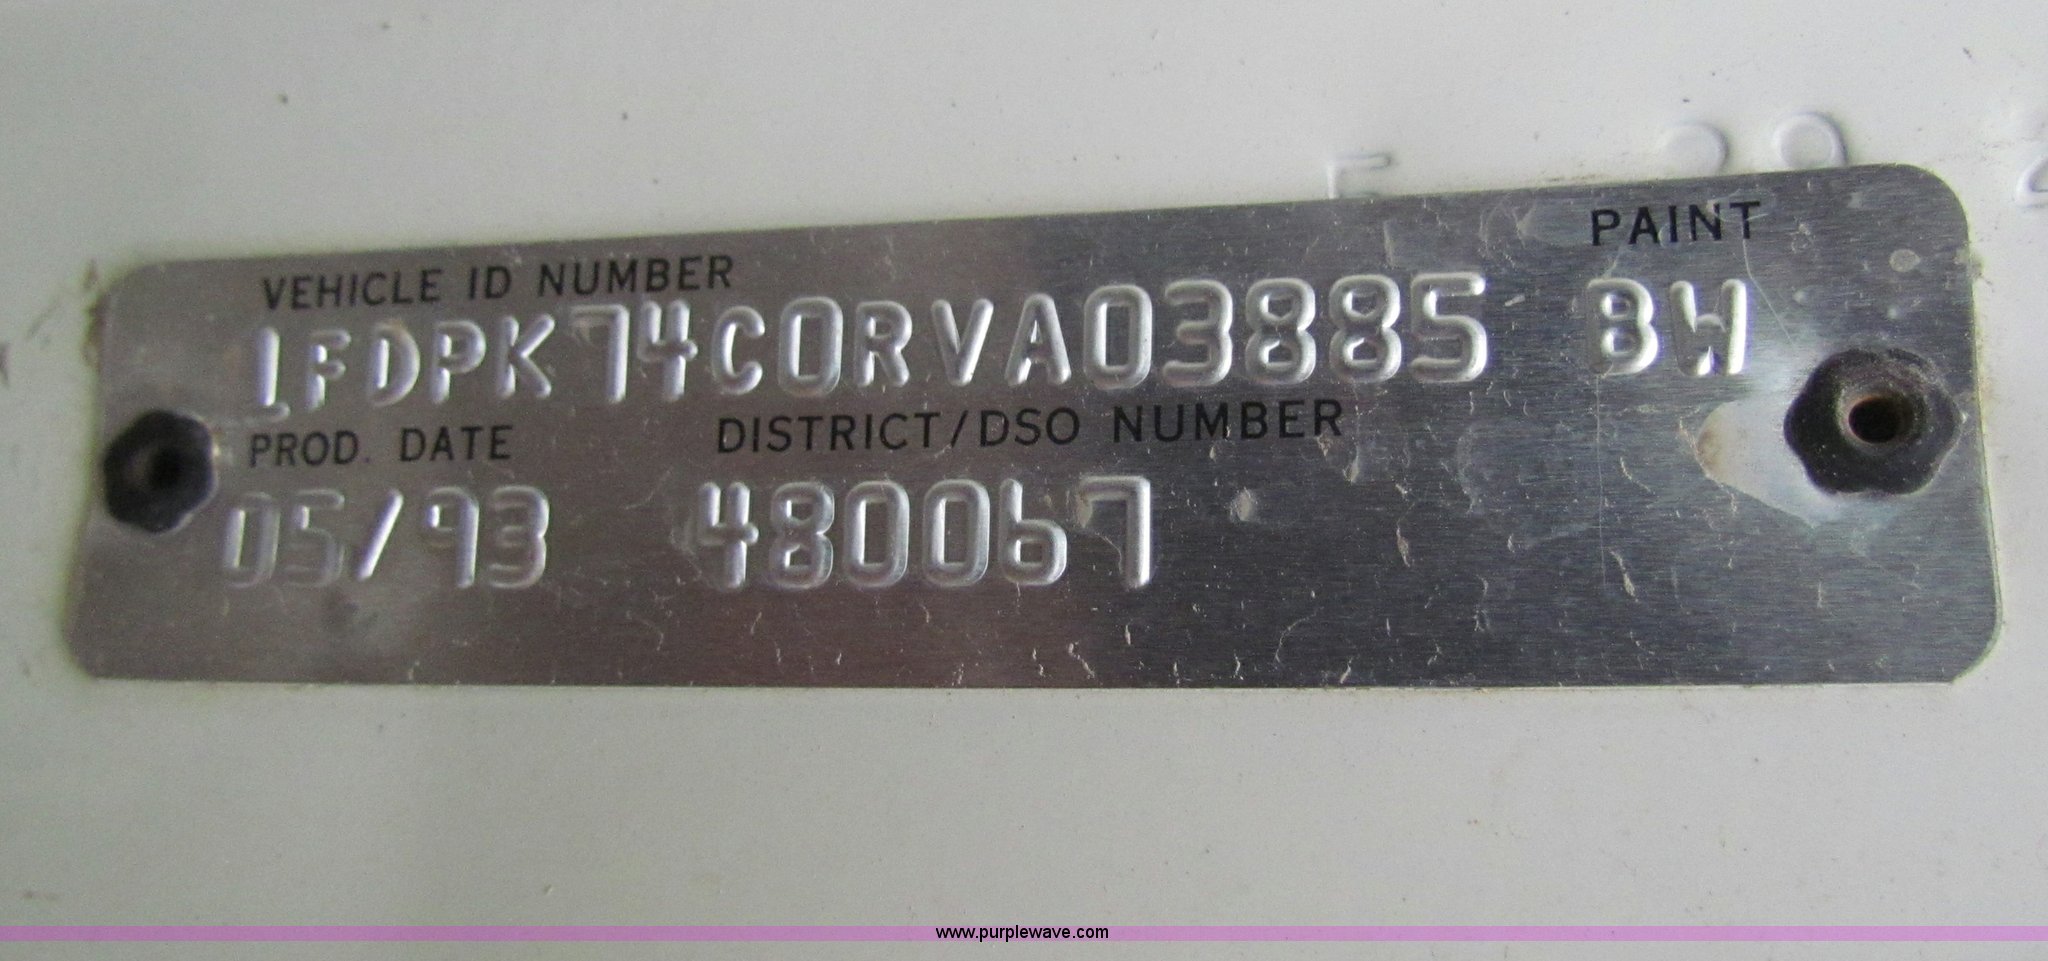 PAINT
VEHICLE ID NUMBER
1FDPK74C0RVA03885 BW
PROD. DATE DISTRICT/DSO NUMBER
05/93 480067
www.purplewave.com